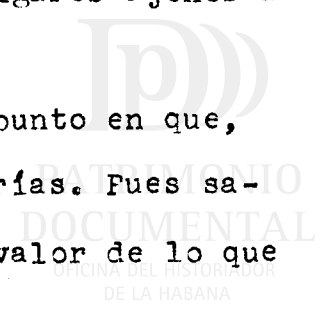 punto en que,
rías. Pues sa-
valor de lo que
PATRIMONIO
DOCUMENTAL
OFICINA DEL HISTORIADOR
DE LA HABANA